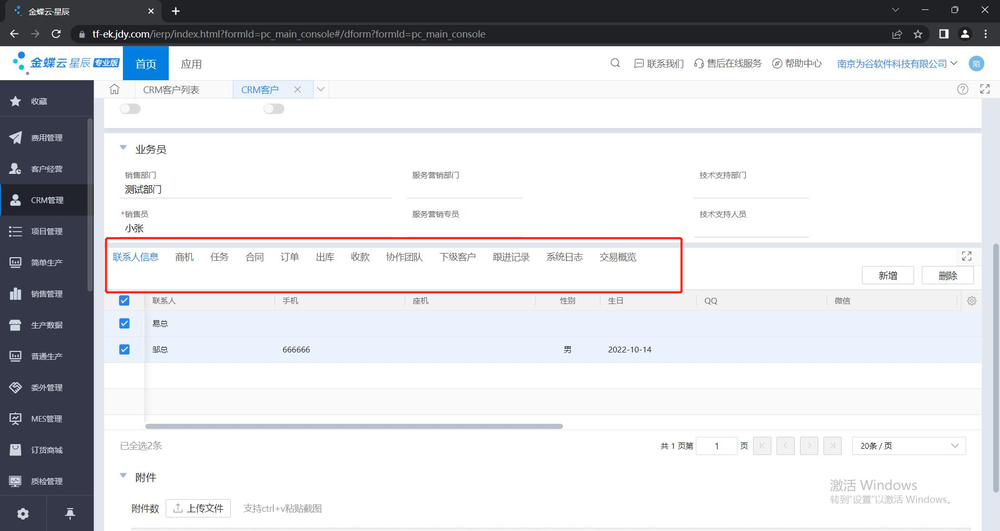 金蝶云·星辰
tf-ek.jdy.com/ierp/index.html?formId=pc_main_console#/dform?formId=pc_main_console
金蝶云 星辰 专业版
首页
应用
联系我们
售后在线服务
帮助中心
南京为谷软件科技有限公司
陌
收藏
费用管理
客户经营
CRM管理
项目管理
简单生产
销售管理
生产数据
普通生产
委外管理
MES管理
订货商城
质检管理
CRM客户列表
CRM客户
业务员
销售部门
服务营销部门
技术支持部门
测试部门
*销售员
服务营销专员
技术支持人员
小张
联系人信息 商机 任务 合同 订单 出库 收款 协作团队 下级客户 跟进记录 系统日志 交易概览
新增
删除
联系人 手机 座机 性别 生日 QQ 微信
易总
邹总 666666 男 2022-10-14
已全选2条
共 1 页第 1 页
20条 / 页
附件
附件数
上传文件
支持ctrl+v粘贴截图
激活 Windows
转到"设置"以激活 Windows。